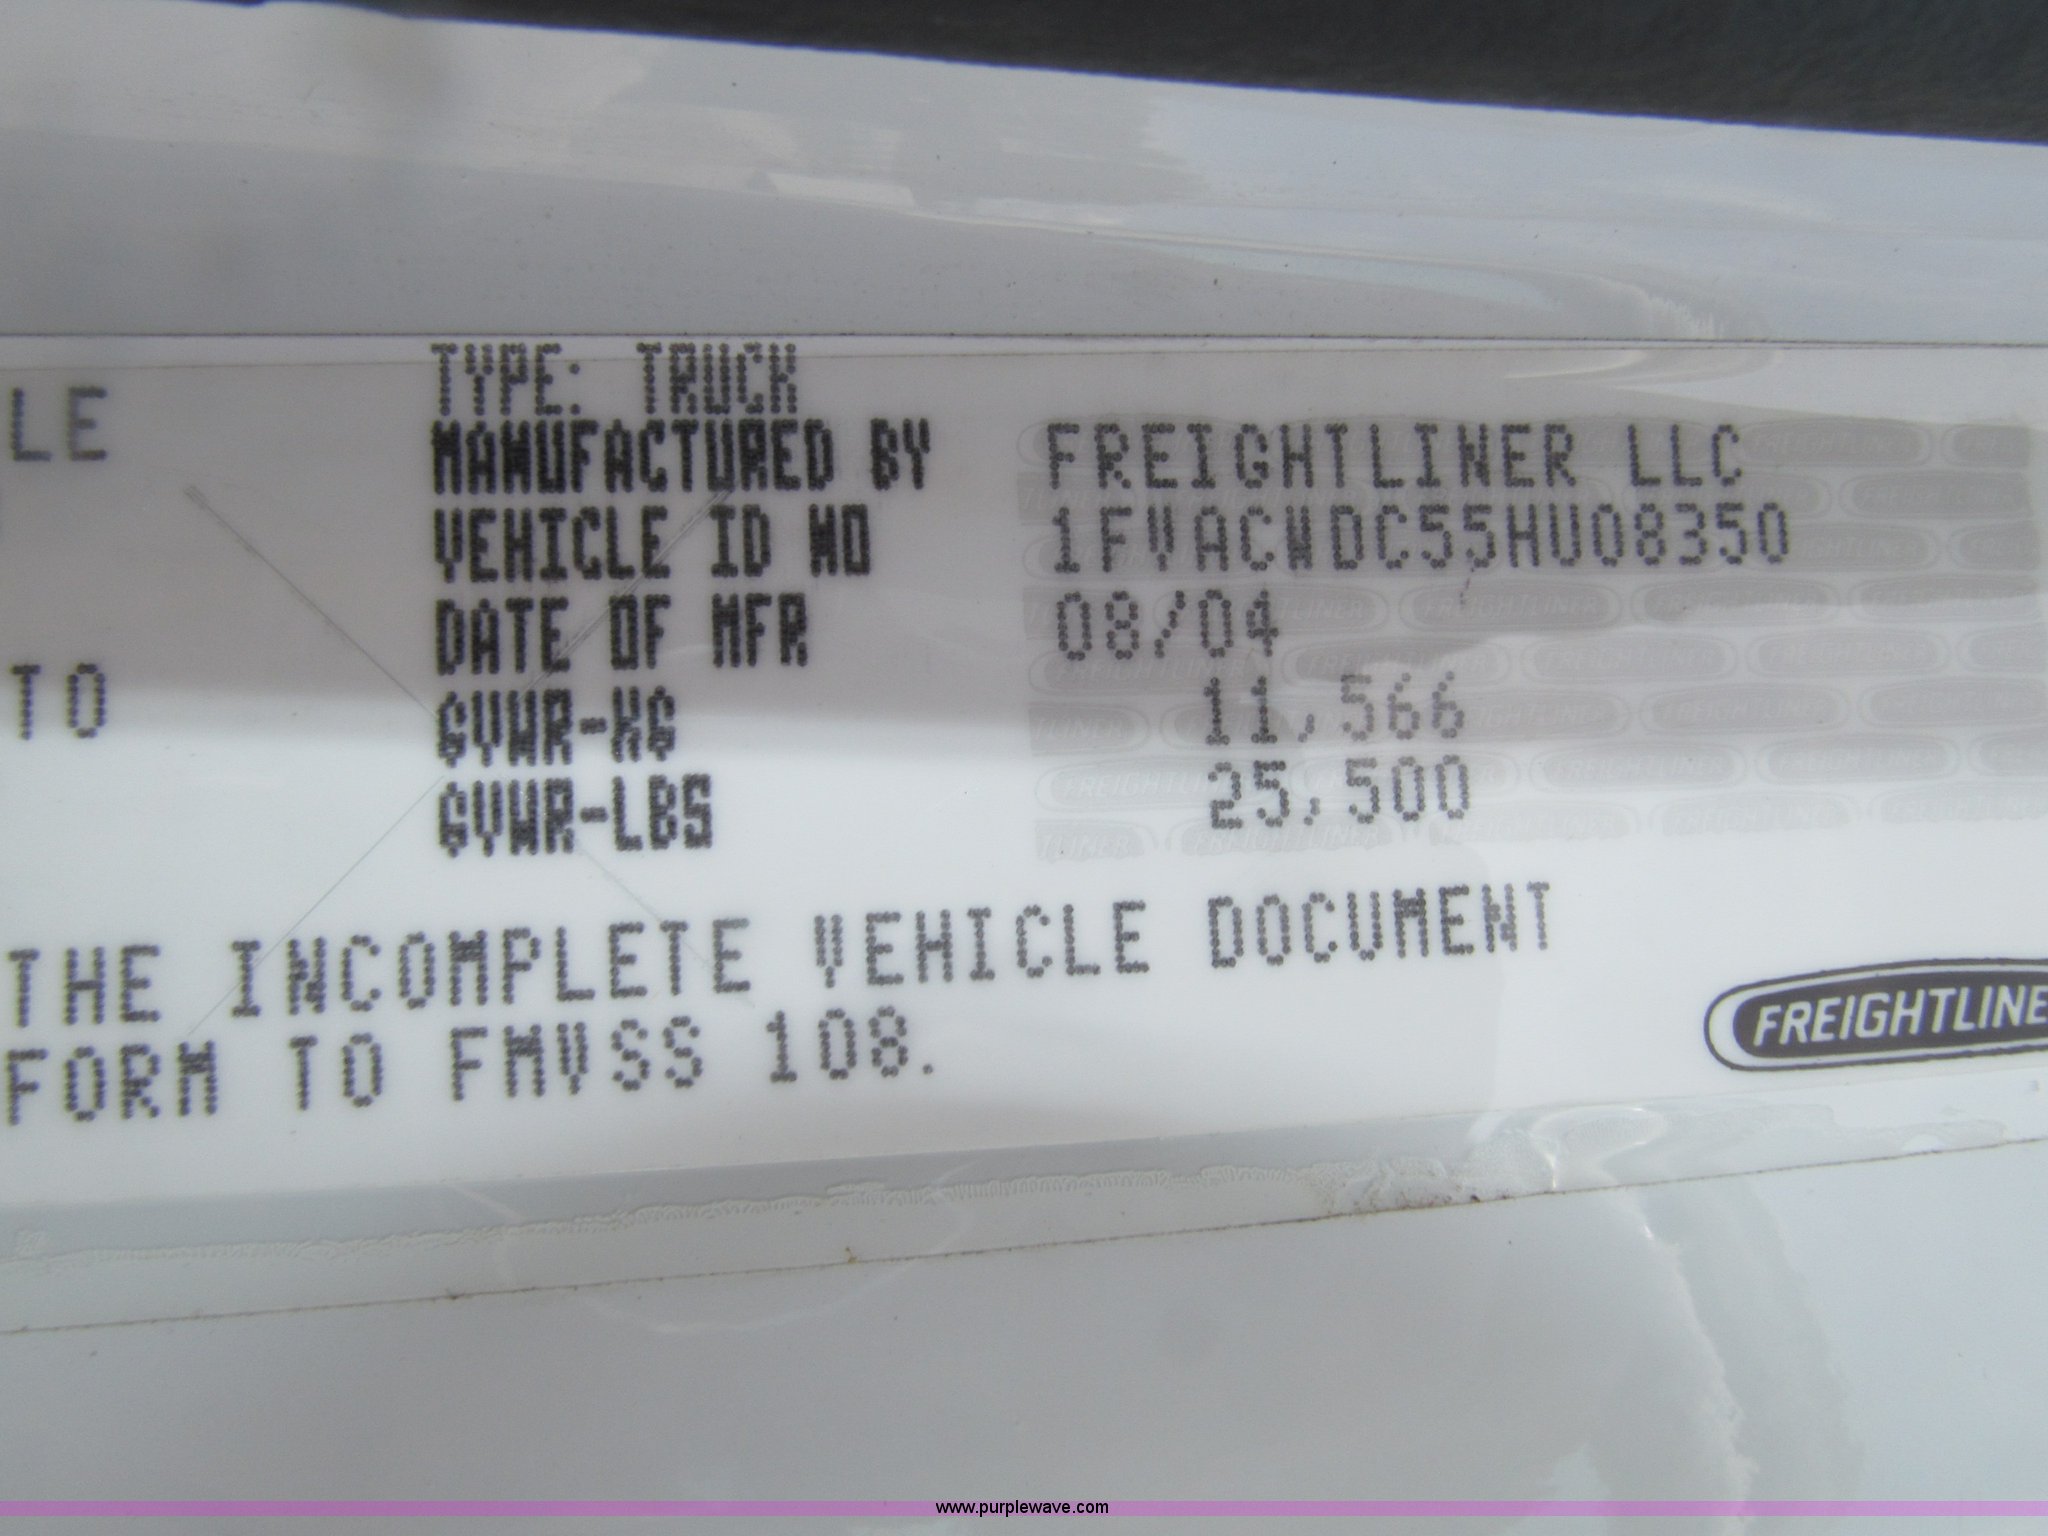 TYPE: TRUCK
LE
MANUFACTURED BY FREIGHTLINER LLC
VEHICLE ID NO 1FVACWDC55HU08350
DATE OF MFR 08/04
TO
GVWR-KG 11,566
GVWR-LBS 25,500
THE INCOMPLETE VEHICLE DOCUMENT
FORM TO FMVSS 108.
FREIGHTLINE
www.purplewave.com